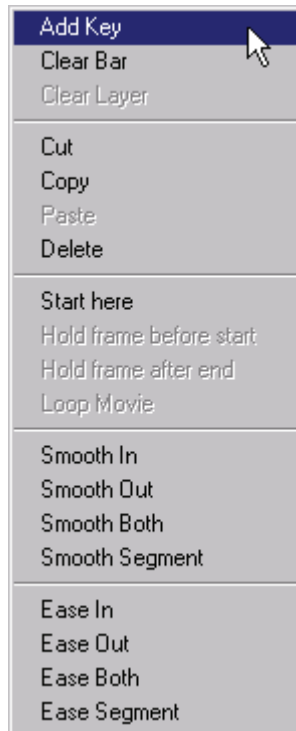 Add Key
Clear Bar
Clear Layer
Cut
Copy
Paste
Delete
Start here
Hold frame before start
Hold frame after end
Loop Movie
Smooth In
Smooth Out
Smooth Both
Smooth Segment
Ease In
Ease Out
Ease Both
Ease Segment